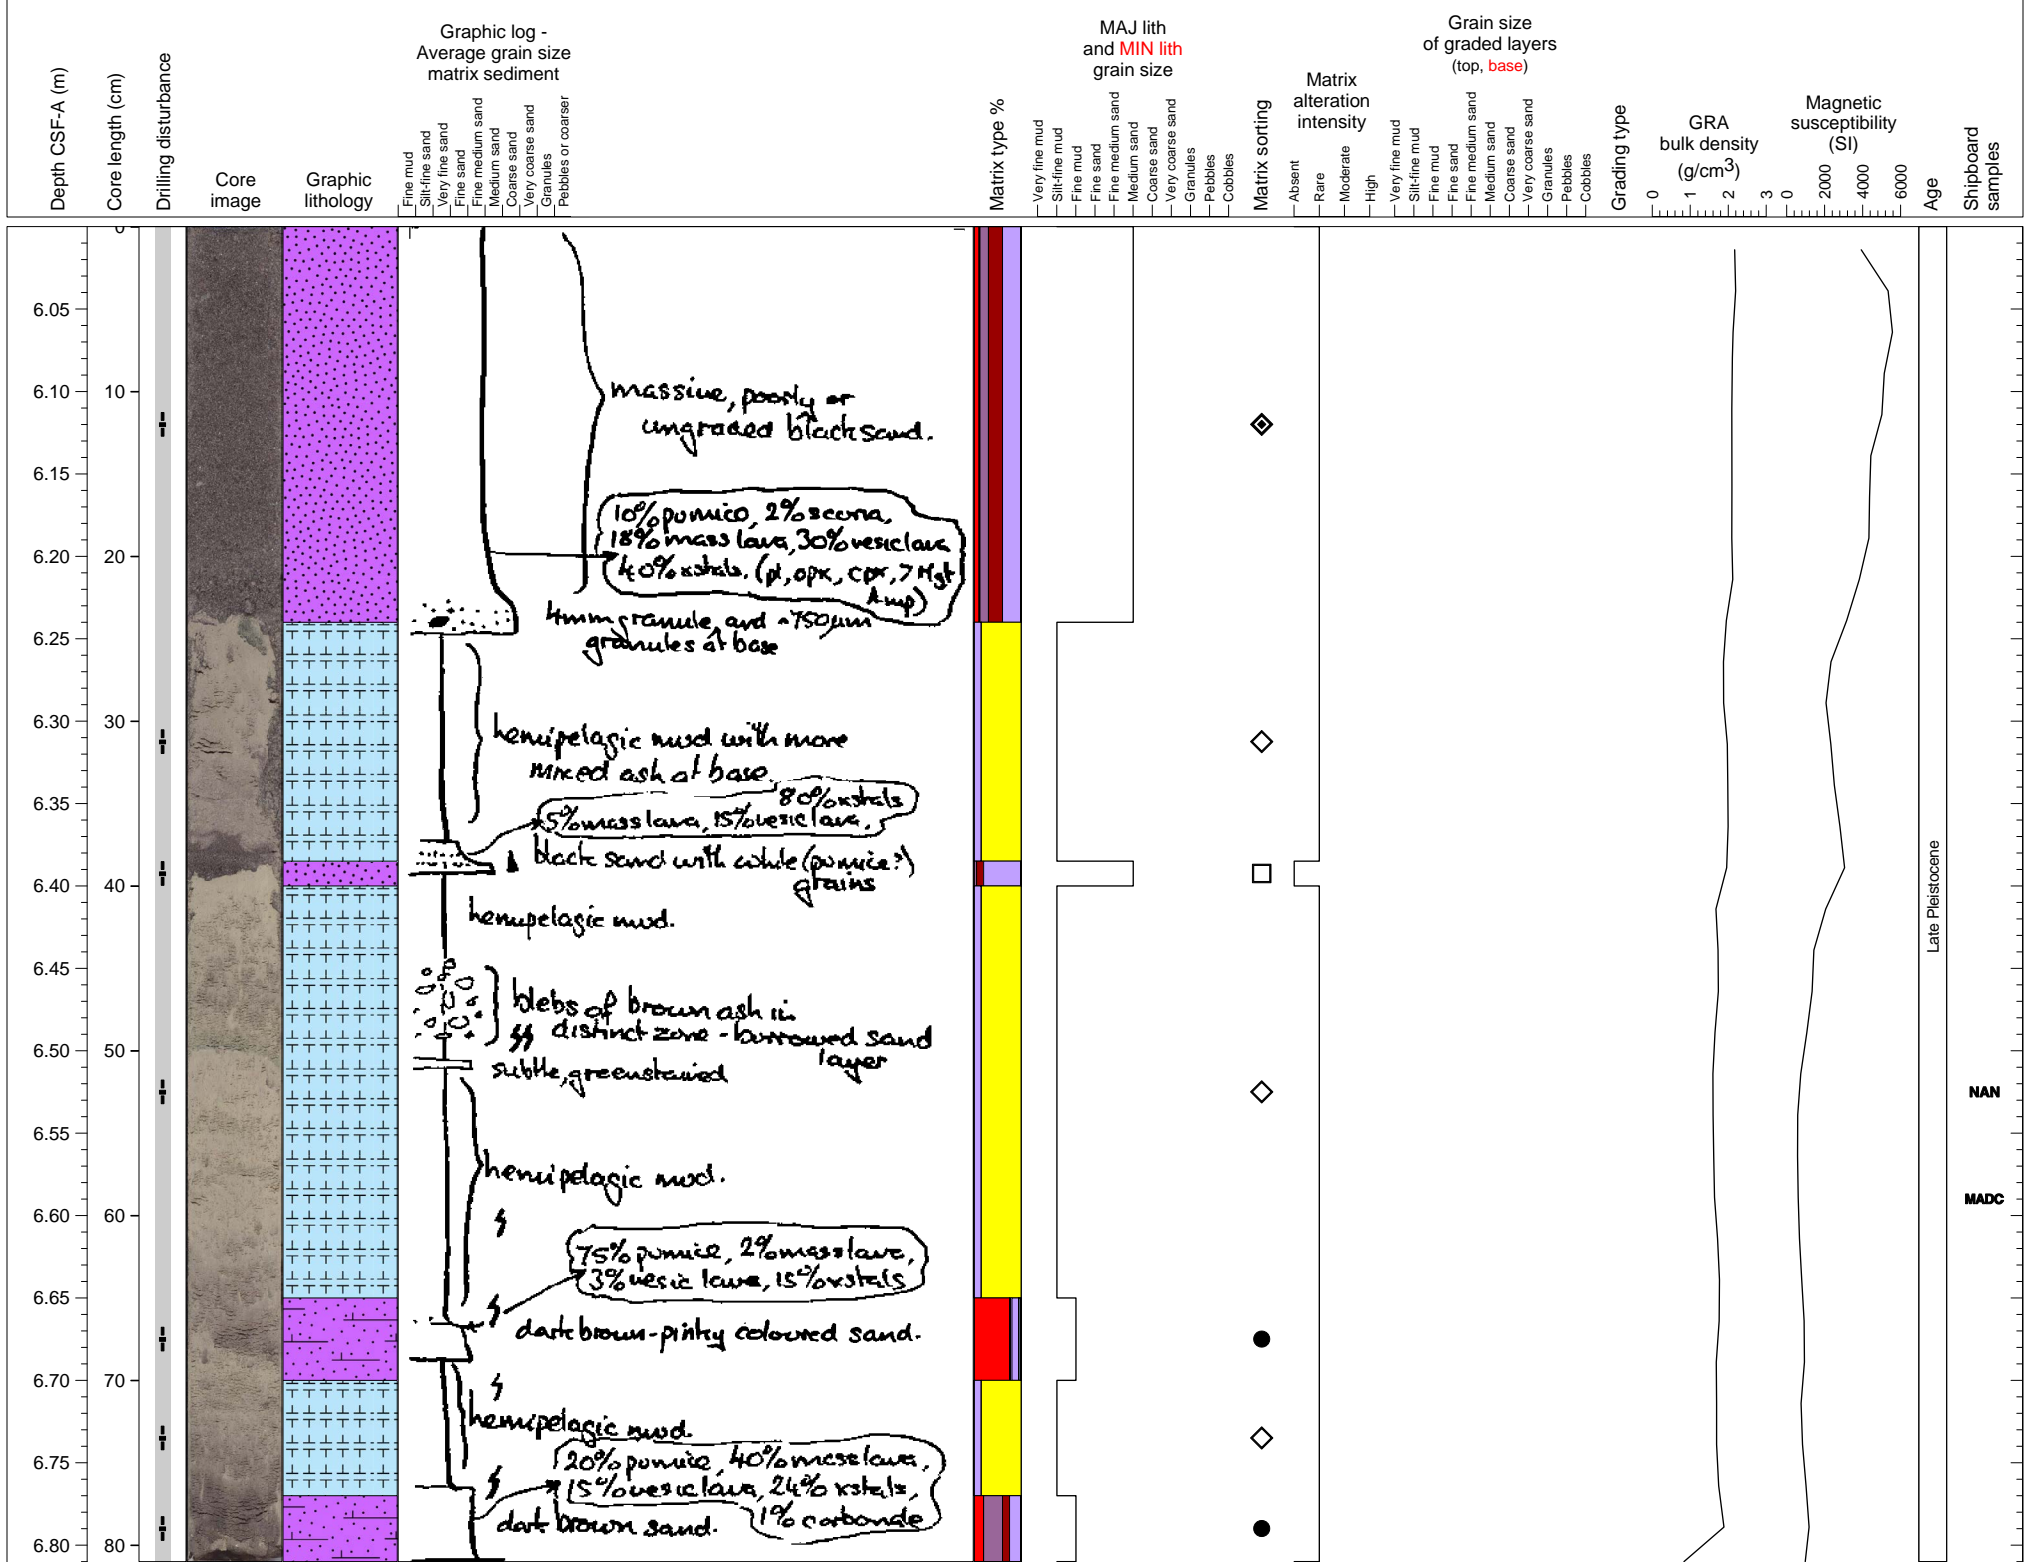 Depth CSF-A (m)
Core length (cm)
Drilling disturbance
Core
image
Graphic
lithology
Graphic log -
Average grain size
matrix sediment
Fine mud
Silt-fine sand
Very fine sand
Fine sand
Fine medium sand
Medium sand
Coarse sand
Very coarse sand
Granules
Pebbles or coarser
Matrix type %
MAJ lith
and MIN lith
grain size
Very fine mud
Silt-fine mud
Fine mud
Fine sand
Fine medium sand
Medium sand
Coarse sand
Very coarse sand
Granules
Pebbles
Cobbles
Matrix sorting
Matrix
alteration
intensity
Absent
Rare
Moderate
High
Grain size
of graded layers
(top, base)
Very fine mud
Silt-fine mud
Fine mud
Fine sand
Fine medium sand
Medium sand
Coarse sand
Very coarse sand
Granules
Pebbles
Cobbles
Grading type
GRA
bulk density
(g/cm3)
0 1 2 3
Magnetic
susceptibility
(SI)
0 2000 4000 6000
Age
Shipboard
samples
0
6.05
6.10 10
massive, poorly or
ungraded black sand.
6.15
10% pumice, 2% scoria,
18% mass lava, 30% vesic lava
6.20 20
40% xstals. (pl, opx, cpx, > Mgt
Amp)
4mm granule, and ~750µm
granules at base
6.25
6.30 30
hemipelagic mud with more
mixed ash at base.
6.35
80% xstals
5% mass lava, 15% vesic lava,
black sand with white (pumice?)
grains
6.40 40
hemipelagic mud.
6.45
blebs of brown ash in
distinct zone - burrowed sand
layer
6.50 50
subtle, greenstained
NAN
6.55
hemipelagic mud.
MADC
6.60 60
75% pumice, 2% mass lava,
3% vesic lava, 15% xstals
6.65
dark brown-pinky coloured sand.
6.70 70
hemipelagic mud.
6.75
20% pumice, 40% mass lava,
15% vesic lava, 24% xstals,
1% carbonate
dark brown sand.
6.80 80
Late Pleistocene